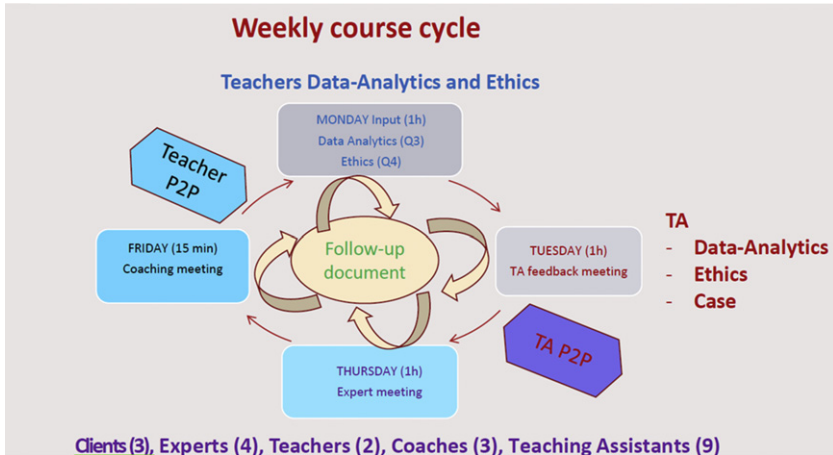 Weekly course cycle
Teachers Data-Analytics and Ethics
MONDAY Input (1h)
Data Analytics (Q3)
Ethics (Q4)
Teacher
P2P
FRIDAY (15 min)
Coaching meeting
Follow-up
document
TUESDAY (1h)
TA feedback meeting
TA
- Data-Analytics
- Ethics
- Case
TA P2P
THURSDAY (1h)
Expert meeting
Clients (3), Experts (4), Teachers (2), Coaches (3), Teaching Assistants (9)